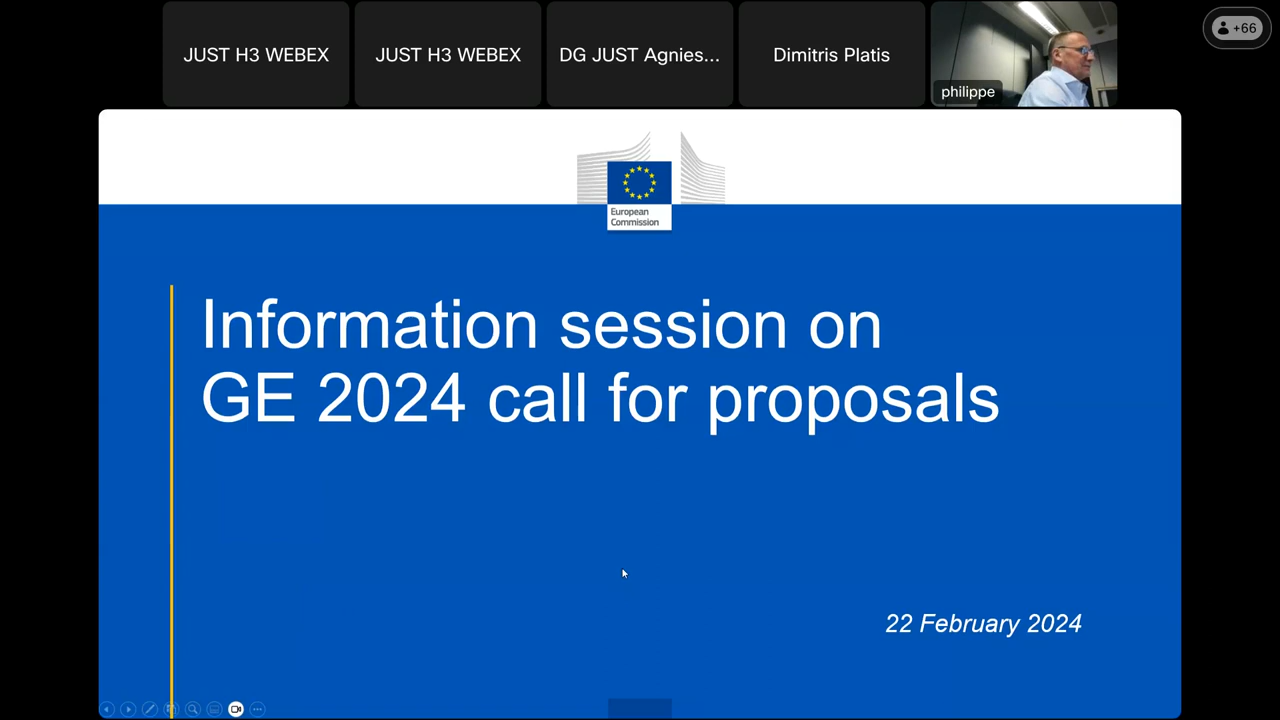 JUST H3 WEBEX
JUST H3 WEBEX
DG JUST Agnies...
Dimitris Platis
philippe
+66
European
Commission
Information session on
GE 2024 call for proposals
22 February 2024